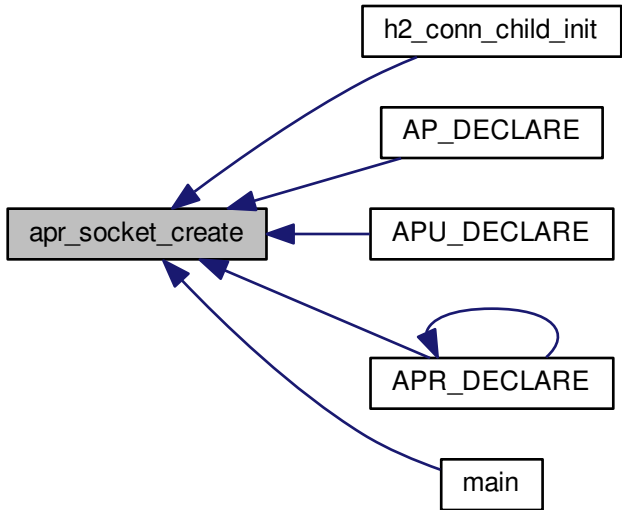 h2_conn_child_init
AP_DECLARE
apr_socket_create
APU_DECLARE
APR_DECLARE
main